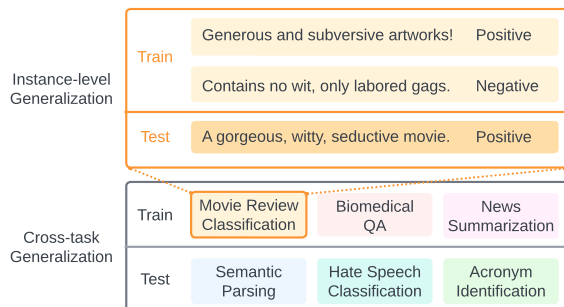 Generous and subversive artworks! Positive
Train
Contains no wit, only labored gags. Negative
Instance-level
Generalization
Test A gorgeous, witty, seductive movie. Positive
Train
Movie Review
Classification
Biomedical
QA
News
Summarization
Cross-task
Generalization
Test
Semantic
Parsing
Hate Speech
Classification
Acronym
Identification